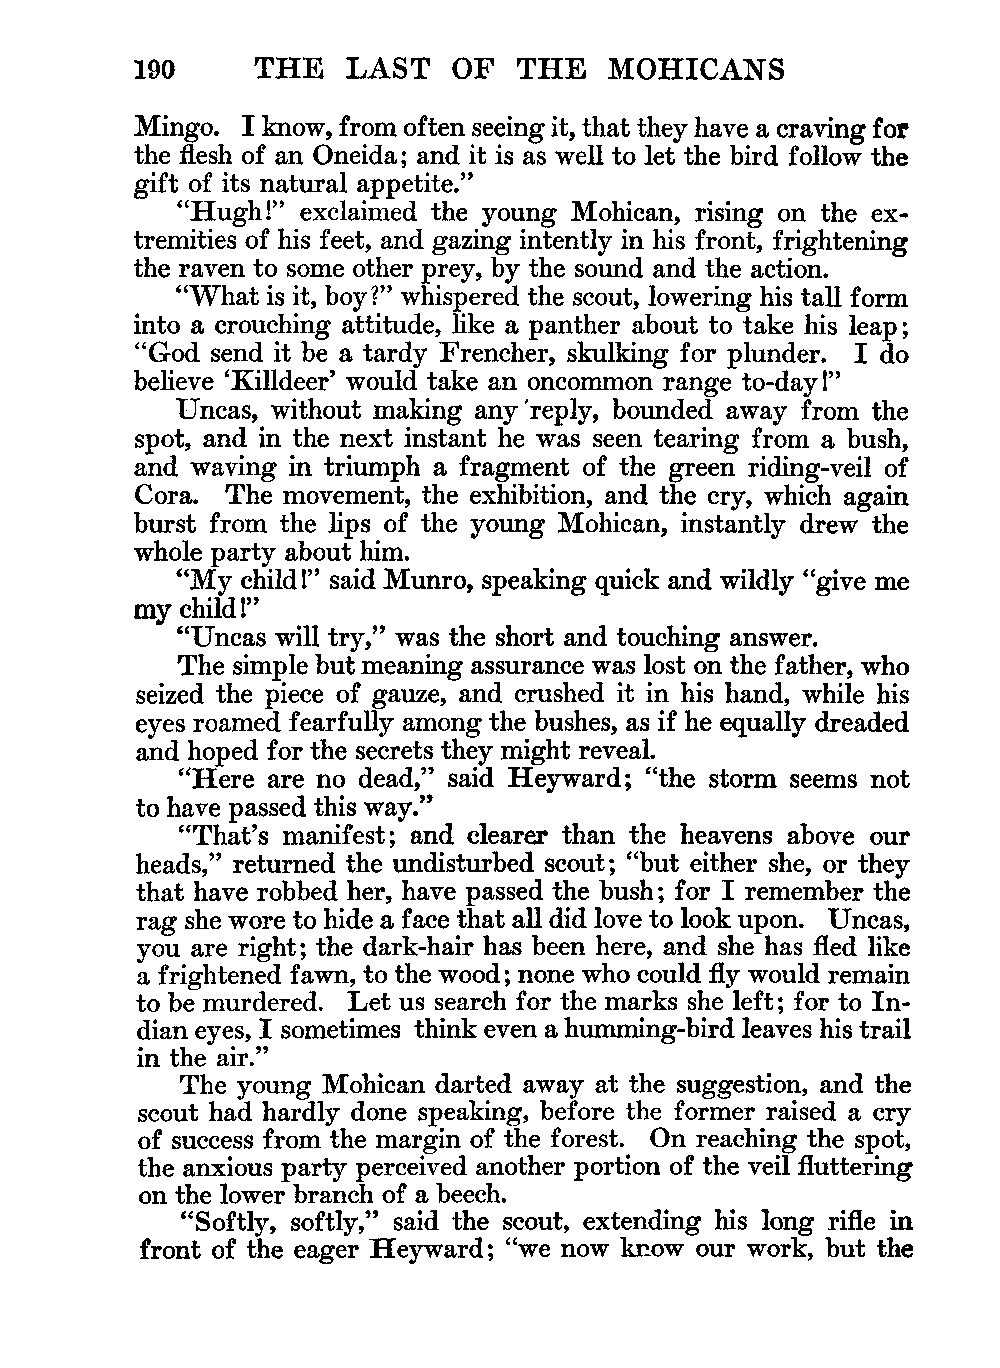 190 THE LAST OF THE MOHICANS
Mingo. I know, from often seeing it, that they have a craving for
the flesh of an Oneida; and it is as well to let the bird follow the
gift of its natural appetite.”
“Hugh!” exclaimed the young Mohican, rising on the ex-
tremities of his feet, and gazing intently in his front, frightening
the raven to some other prey, by the sound and the action.
“What is it, boy?” whispered the scout, lowering his tall form
into a crouching attitude, like a panther about to take his leap;
“God send it be a tardy Frencher, skulking for plunder. I do
believe ‘Killdeer’ would take an oncommon range to-day!”
Uncas, without making any reply, bounded away from the
spot, and in the next instant he was seen tearing from a bush,
and waving in triumph a fragment of the green riding-veil of
Cora. The movement, the exhibition, and the cry, which again
burst from the lips of the young Mohican, instantly drew the
whole party about him.
“My child!” said Munro, speaking quick and wildly “give me
my child!”
“Uncas will try,” was the short and touching answer.
The simple but meaning assurance was lost on the father, who
seized the piece of gauze, and crushed it in his hand, while his
eyes roamed fearfully among the bushes, as if he equally dreaded
and hoped for the secrets they might reveal.
“Here are no dead,” said Heyward; “the storm seems not
to have passed this way.”
“That’s manifest; and clearer than the heavens above our
heads,” returned the undisturbed scout; “but either she, or they
that have robbed her, have passed the bush; for I remember the
rag she wore to hide a face that all did love to look upon. Uncas,
you are right; the dark-hair has been here, and she has fled like
a frightened fawn, to the wood; none who could fly would remain
to be murdered. Let us search for the marks she left; for to In-
dian eyes, I sometimes think even a humming-bird leaves his trail
in the air.”
The young Mohican darted away at the suggestion, and the
scout had hardly done speaking, before the former raised a cry
of success from the margin of the forest. On reaching the spot,
the anxious party perceived another portion of the veil fluttering
on the lower branch of a beech.
“Softly, softly,” said the scout, extending his long rifle in
front of the eager Heyward; “we now know our work, but the